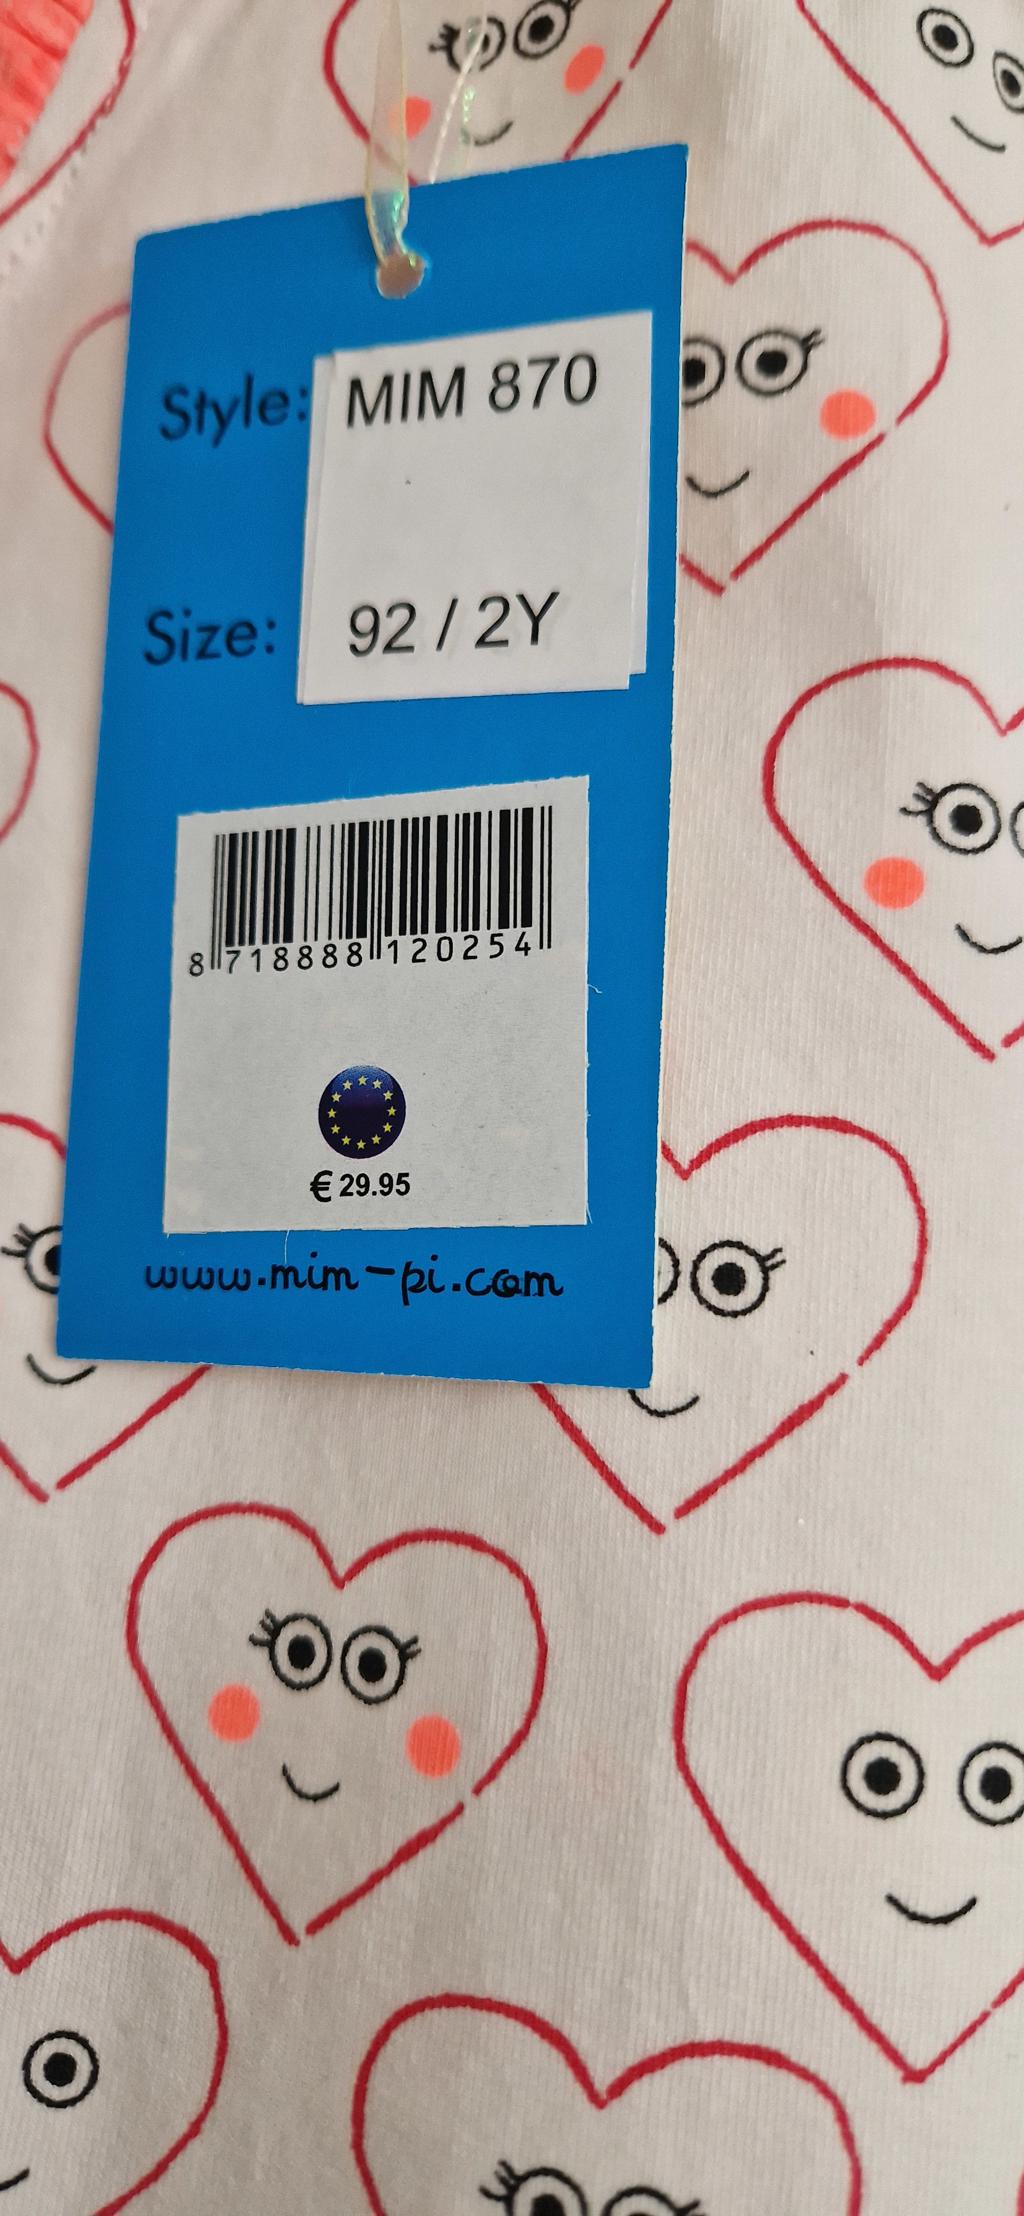 Style: MIM 870
Size: 92 / 2Y
8 718888 120254
€ 29.95
www.mim-pi.com